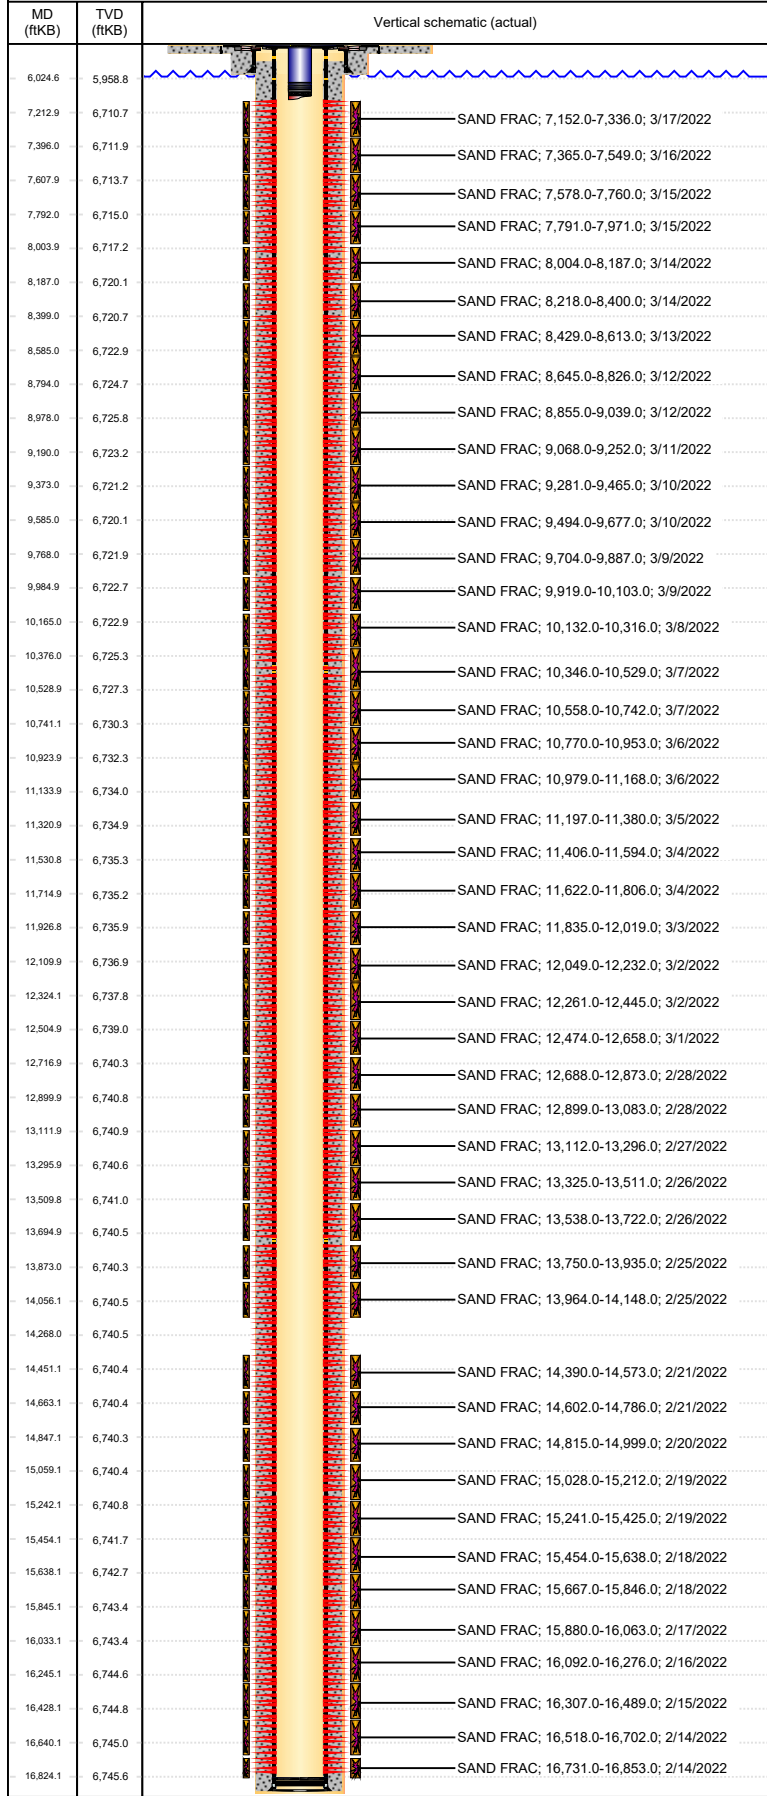 MD (ftKB) TVD (ftKB) Vertical schematic (actual)
6,024.6 5,958.8
7,212.9 6,710.7 SAND FRAC; 7,152.0-7,336.0; 3/17/2022
7,396.0 6,711.9 SAND FRAC; 7,365.0-7,549.0; 3/16/2022
7,607.9 6,713.7 SAND FRAC; 7,578.0-7,760.0; 3/15/2022
7,792.0 6,715.0 SAND FRAC; 7,791.0-7,971.0; 3/15/2022
8,003.9 6,717.2 SAND FRAC; 8,004.0-8,187.0; 3/14/2022
8,187.0 6,720.1 SAND FRAC; 8,218.0-8,400.0; 3/14/2022
8,399.0 6,720.7 SAND FRAC; 8,429.0-8,613.0; 3/13/2022
8,585.0 6,722.9 SAND FRAC; 8,645.0-8,826.0; 3/12/2022
8,794.0 6,724.7 SAND FRAC; 8,855.0-9,039.0; 3/12/2022
8,978.0 6,725.8 SAND FRAC; 9,068.0-9,252.0; 3/11/2022
9,190.0 6,723.2 SAND FRAC; 9,281.0-9,465.0; 3/10/2022
9,373.0 6,721.2 SAND FRAC; 9,494.0-9,677.0; 3/10/2022
9,585.0 6,720.1 SAND FRAC; 9,704.0-9,887.0; 3/9/2022
9,768.0 6,721.9 SAND FRAC; 9,919.0-10,103.0; 3/9/2022
9,984.9 6,722.7 SAND FRAC; 10,132.0-10,316.0; 3/8/2022
10,165.0 6,722.9 SAND FRAC; 10,346.0-10,529.0; 3/7/2022
10,376.0 6,725.3 SAND FRAC; 10,558.0-10,742.0; 3/7/2022
10,528.9 6,727.3 SAND FRAC; 10,770.0-10,953.0; 3/6/2022
10,741.1 6,730.3 SAND FRAC; 10,979.0-11,168.0; 3/6/2022
10,923.9 6,732.3 SAND FRAC; 11,197.0-11,380.0; 3/5/2022
11,133.9 6,734.0 SAND FRAC; 11,406.0-11,594.0; 3/4/2022
11,320.9 6,734.9 SAND FRAC; 11,622.0-11,806.0; 3/4/2022
11,530.8 6,735.3 SAND FRAC; 11,835.0-12,019.0; 3/3/2022
11,714.9 6,735.2 SAND FRAC; 12,049.0-12,232.0; 3/2/2022
11,926.8 6,735.9 SAND FRAC; 12,261.0-12,445.0; 3/2/2022
12,109.9 6,736.9 SAND FRAC; 12,474.0-12,658.0; 3/1/2022
12,324.1 6,737.8 SAND FRAC; 12,688.0-12,873.0; 2/28/2022
12,504.9 6,739.0 SAND FRAC; 12,899.0-13,083.0; 2/28/2022
12,716.9 6,740.3 SAND FRAC; 13,112.0-13,296.0; 2/27/2022
12,899.9 6,740.8 SAND FRAC; 13,325.0-13,511.0; 2/26/2022
13,111.9 6,740.9 SAND FRAC; 13,538.0-13,722.0; 2/26/2022
13,295.9 6,740.6 SAND FRAC; 13,750.0-13,935.0; 2/25/2022
13,509.8 6,741.0 SAND FRAC; 13,964.0-14,148.0; 2/25/2022
13,694.9 6,740.5 SAND FRAC; 14,390.0-14,573.0; 2/21/2022
13,873.0 6,740.3 SAND FRAC; 14,602.0-14,786.0; 2/21/2022
14,056.1 6,740.5 SAND FRAC; 14,815.0-14,999.0; 2/20/2022
14,268.0 6,740.5 SAND FRAC; 15,028.0-15,212.0; 2/19/2022
14,451.1 6,740.4 SAND FRAC; 15,241.0-15,425.0; 2/19/2022
14,663.1 6,740.4 SAND FRAC; 15,454.0-15,638.0; 2/18/2022
14,847.1 6,740.3 SAND FRAC; 15,667.0-15,846.0; 2/18/2022
15,059.1 6,740.4 SAND FRAC; 15,880.0-16,063.0; 2/17/2022
15,242.1 6,740.8 SAND FRAC; 16,092.0-16,276.0; 2/16/2022
15,454.1 6,741.7 SAND FRAC; 16,307.0-16,489.0; 2/15/2022
15,638.1 6,742.7 SAND FRAC; 16,518.0-16,702.0; 2/14/2022
15,845.1 6,743.4 SAND FRAC; 16,731.0-16,853.0; 2/14/2022
16,033.1 6,743.4
16,245.1 6,744.6
16,428.1 6,744.8
16,640.1 6,745.0
16,824.1 6,745.6